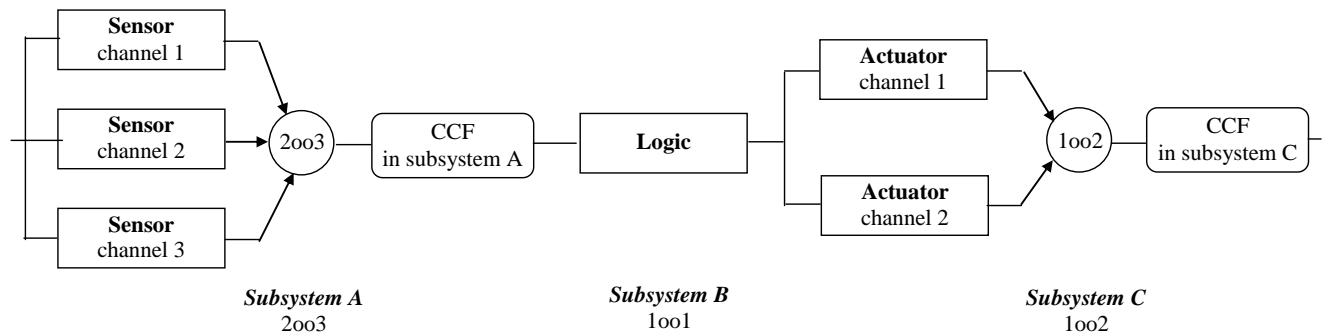 Sensor
channel 1
Sensor
channel 2
Sensor
channel 3
2oo3
CCF
in subsystem A
Logic
Actuator
channel 1
Actuator
channel 2
1oo2
CCF
in subsystem C
Subsystem A
2oo3
Subsystem B
1oo1
Subsystem C
1oo2